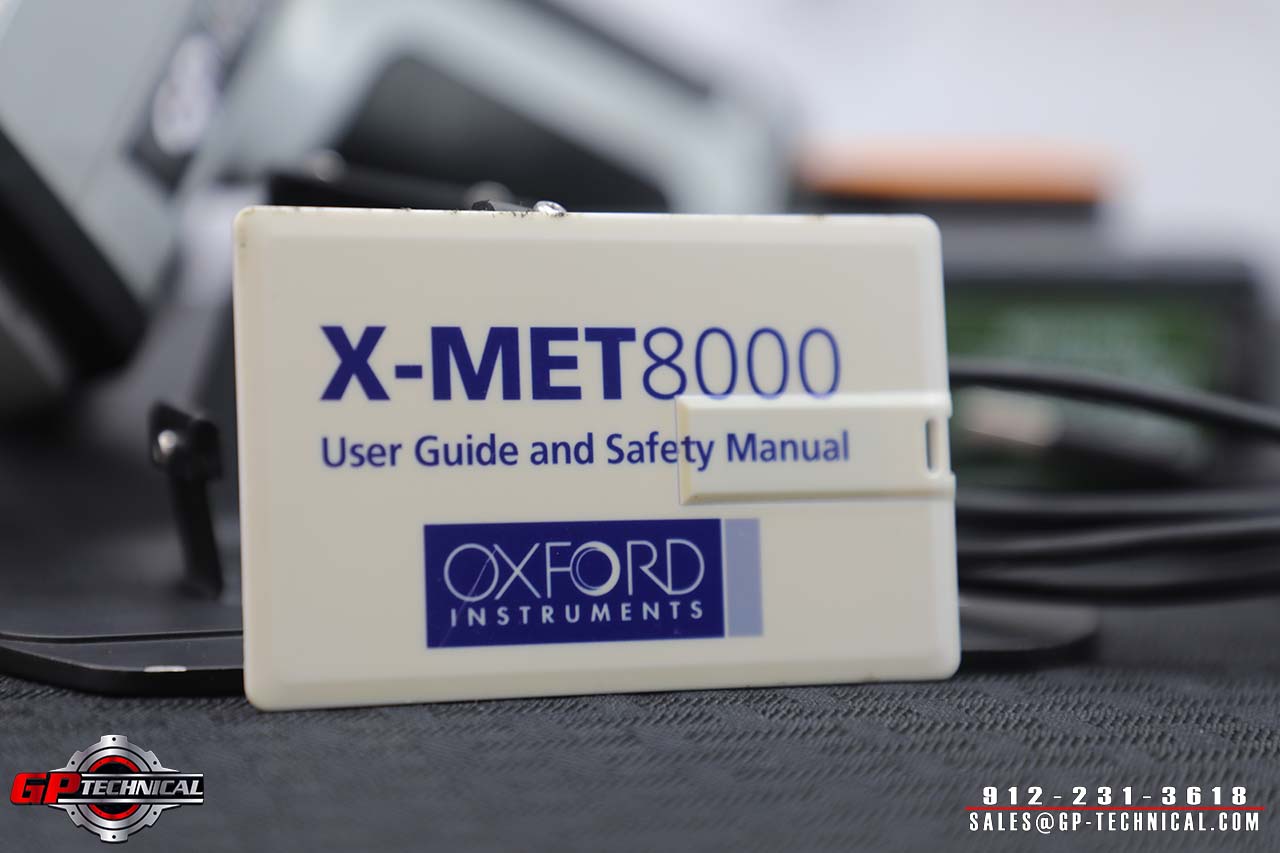 X-MET8000
User Guide and Safety Manual
OXFORD
INSTRUMENTS
GP TECHNICAL
912-231-3618
SALES@GP-TECHNICAL.COM